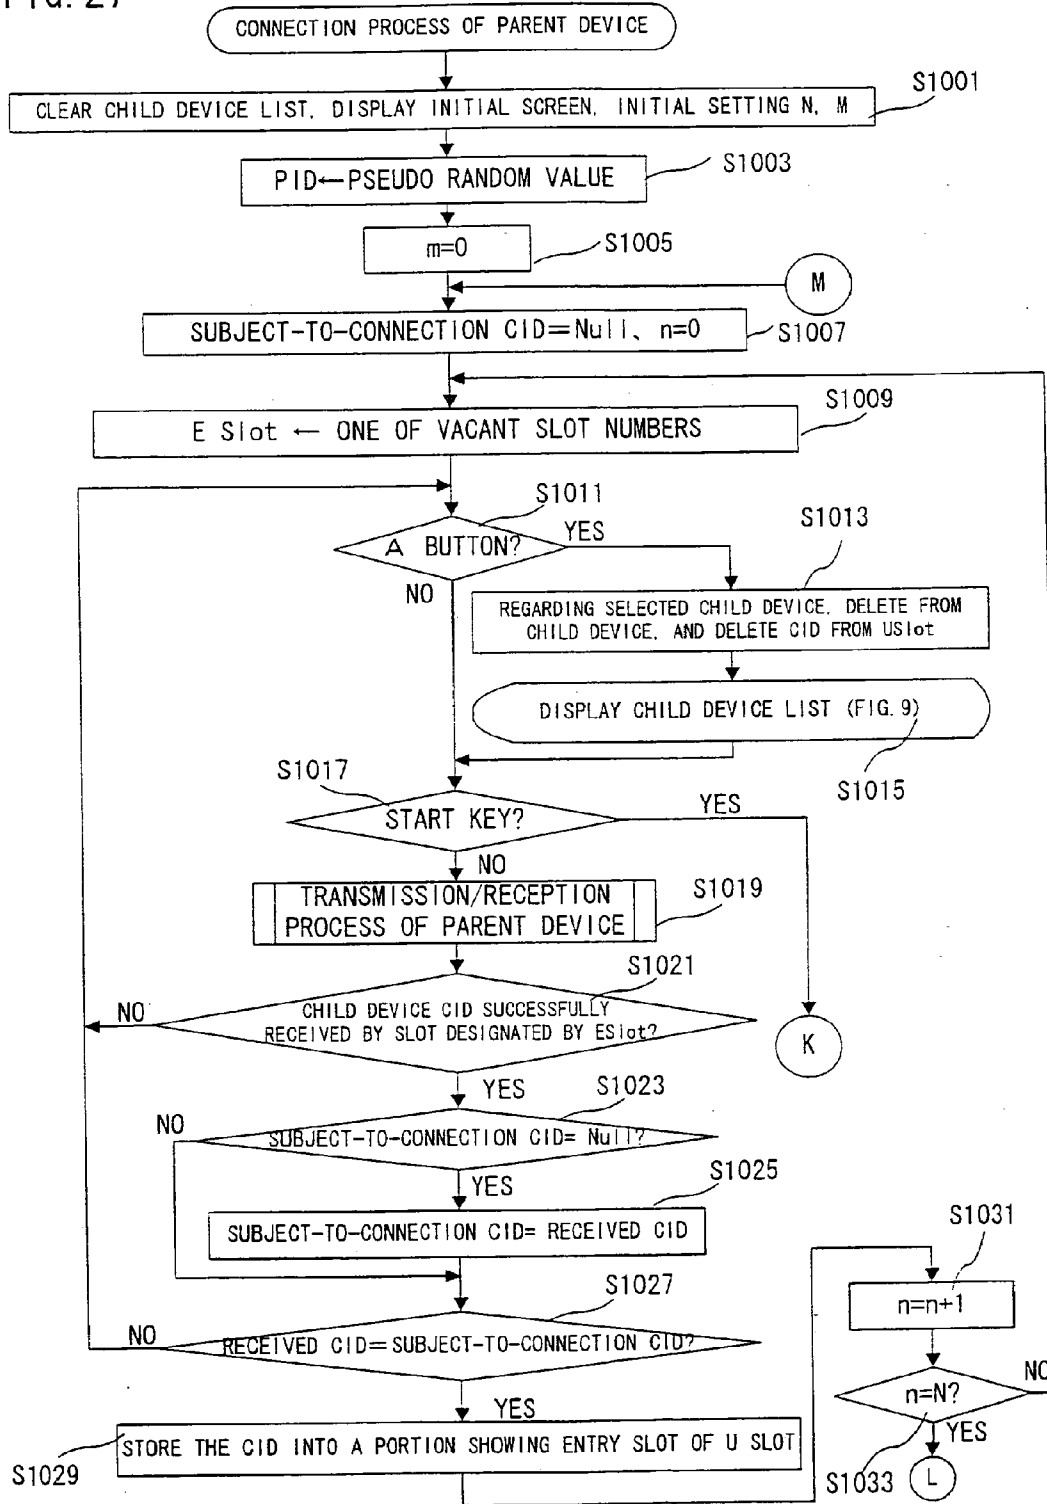 FIG. 27
CONNECTION PROCESS OF PARENT DEVICE
S1001
CLEAR CHILD DEVICE LIST, DISPLAY INITIAL SCREEN, INITIAL SETTING N, M
S1003
PID←PSEUDO RANDOM VALUE
S1005
m=0
M
SUBJECT-TO-CONNECTION CID=Null, n=0
S1007
S1009
E Slot ← ONE OF VACANT SLOT NUMBERS
S1011
A BUTTON?
YES
NO
S1013
REGARDING SELECTED CHILD DEVICE, DELETE FROM
CHILD DEVICE, AND DELETE CID FROM USlot
DISPLAY CHILD DEVICE LIST (FIG. 9)
S1015
S1017
START KEY?
YES
NO
TRANSMISSION/RECEPTION
PROCESS OF PARENT DEVICE
S1019
S1021
CHILD DEVICE CID SUCCESSFULLY
RECEIVED BY SLOT DESIGNATED BY ESlot?
NO
K
YES
S1023
SUBJECT-TO-CONNECTION CID= Null?
NO
YES
S1025
SUBJECT-TO-CONNECTION CID= RECEIVED CID
S1027
RECEIVED CID=SUBJECT-TO-CONNECTION CID?
NO
YES
STORE THE CID INTO A PORTION SHOWING ENTRY SLOT OF U SLOT
S1029
S1031
n=n+1
n=N?
NO
YES
S1033
L